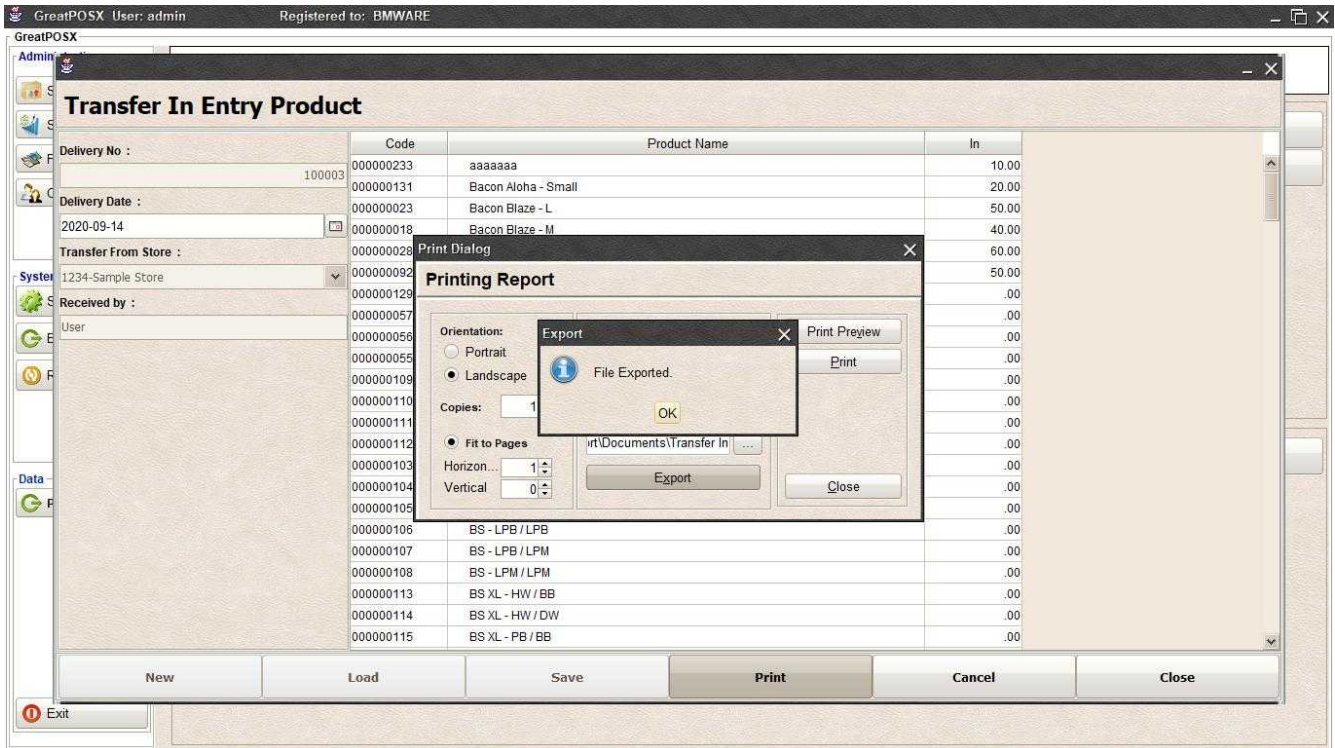 GreatPOSX User: admin Registered to: BMWARE
GreatPOSX
Admin
Transfer In Entry Product
Delivery No :
100003
Delivery Date :
2020-09-14
Transfer From Store :
1234-Sample Store
Received by :
User
Code Product Name In
000000233 aaaaaaa 10.00
000000131 Bacon Aloha - Small 20.00
000000023 Bacon Blaze - L 50.00
000000018 Bacon Blaze - M 40.00
000000028 60.00
000000092 50.00
000000129 .00
000000057 .00
000000056 .00
000000055 .00
000000109 .00
000000110 .00
000000111 .00
000000112 .00
000000103 .00
000000104 .00
000000105 .00
000000106 BS - LPB / LPB .00
000000107 BS - LPB / LPM .00
000000108 BS - LPM / LPM .00
000000113 BS XL - HW / BB .00
000000114 BS XL - HW / DW .00
000000115 BS XL - PB / BB .00
Print Dialog
Printing Report
Orientation:
Portrait
Landscape
Copies: 1
Fit to Pages
Horizon... 1
Vertical 0
Export
File Exported.
OK
rt\Documents\Transfer In ...
Export
Print Preview
Print
Close
New Load Save Print Cancel Close
System
Data
Exit